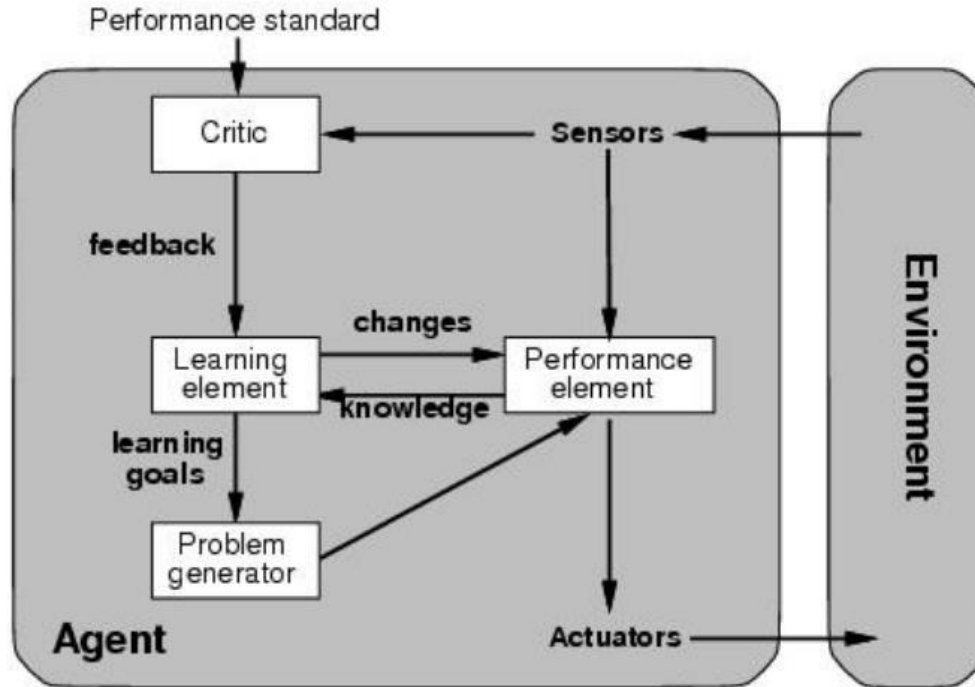 Performance standard
Critic
Sensors
feedback
changes
Learning
element
Performance
element
knowledge
learning
goals
Problem
generator
Agent
Actuators
Environment